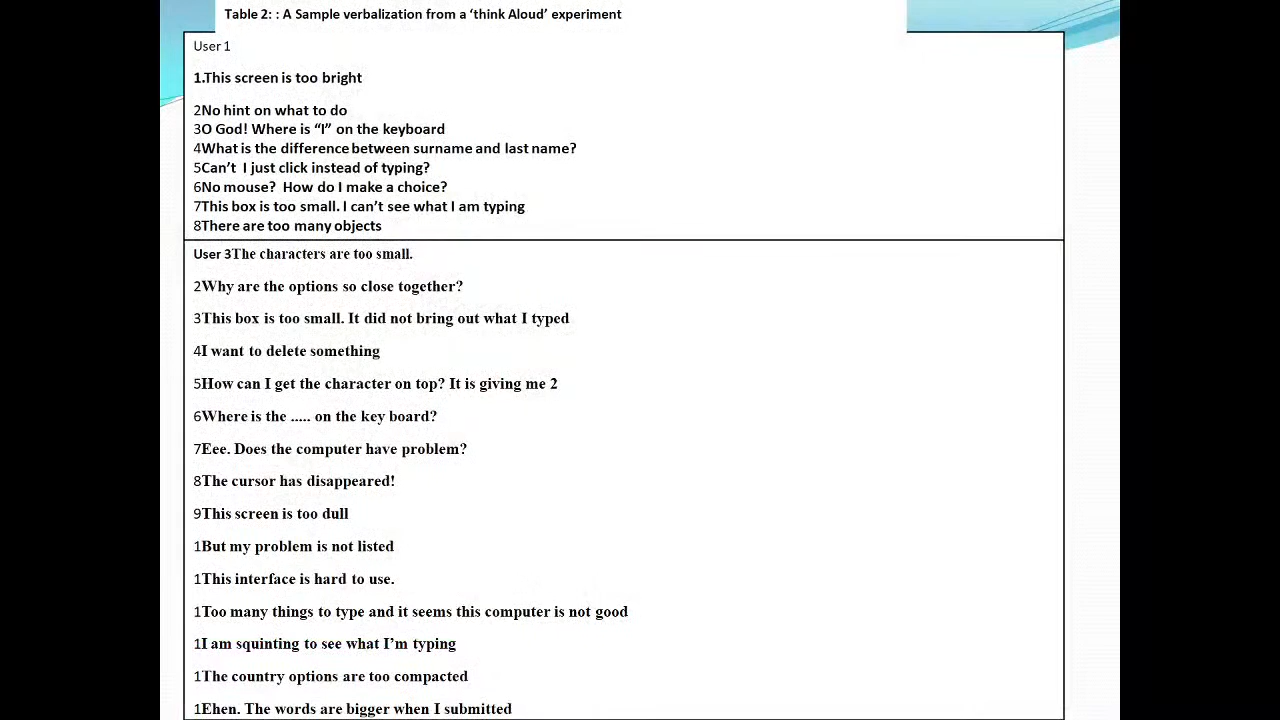 Table 2: : A Sample verbalization from a ‘think Aloud’ experiment
User 1
1.This screen is too bright
2No hint on what to do
3O God! Where is “I” on the keyboard
4What is the difference between surname and last name?
5Can’t I just click instead of typing?
6No mouse? How do I make a choice?
7This box is too small. I can’t see what I am typing
8There are too many objects
User 3The characters are too small.
2Why are the options so close together?
3This box is too small. It did not bring out what I typed
4I want to delete something
5How can I get the character on top? It is giving me 2
6Where is the ..... on the key board?
7Eee. Does the computer have problem?
8The cursor has disappeared!
9This screen is too dull
1But my problem is not listed
1This interface is hard to use.
1Too many things to type and it seems this computer is not good
1I am squinting to see what I’m typing
1The country options are too compacted
1Ehen. The words are bigger when I submitted